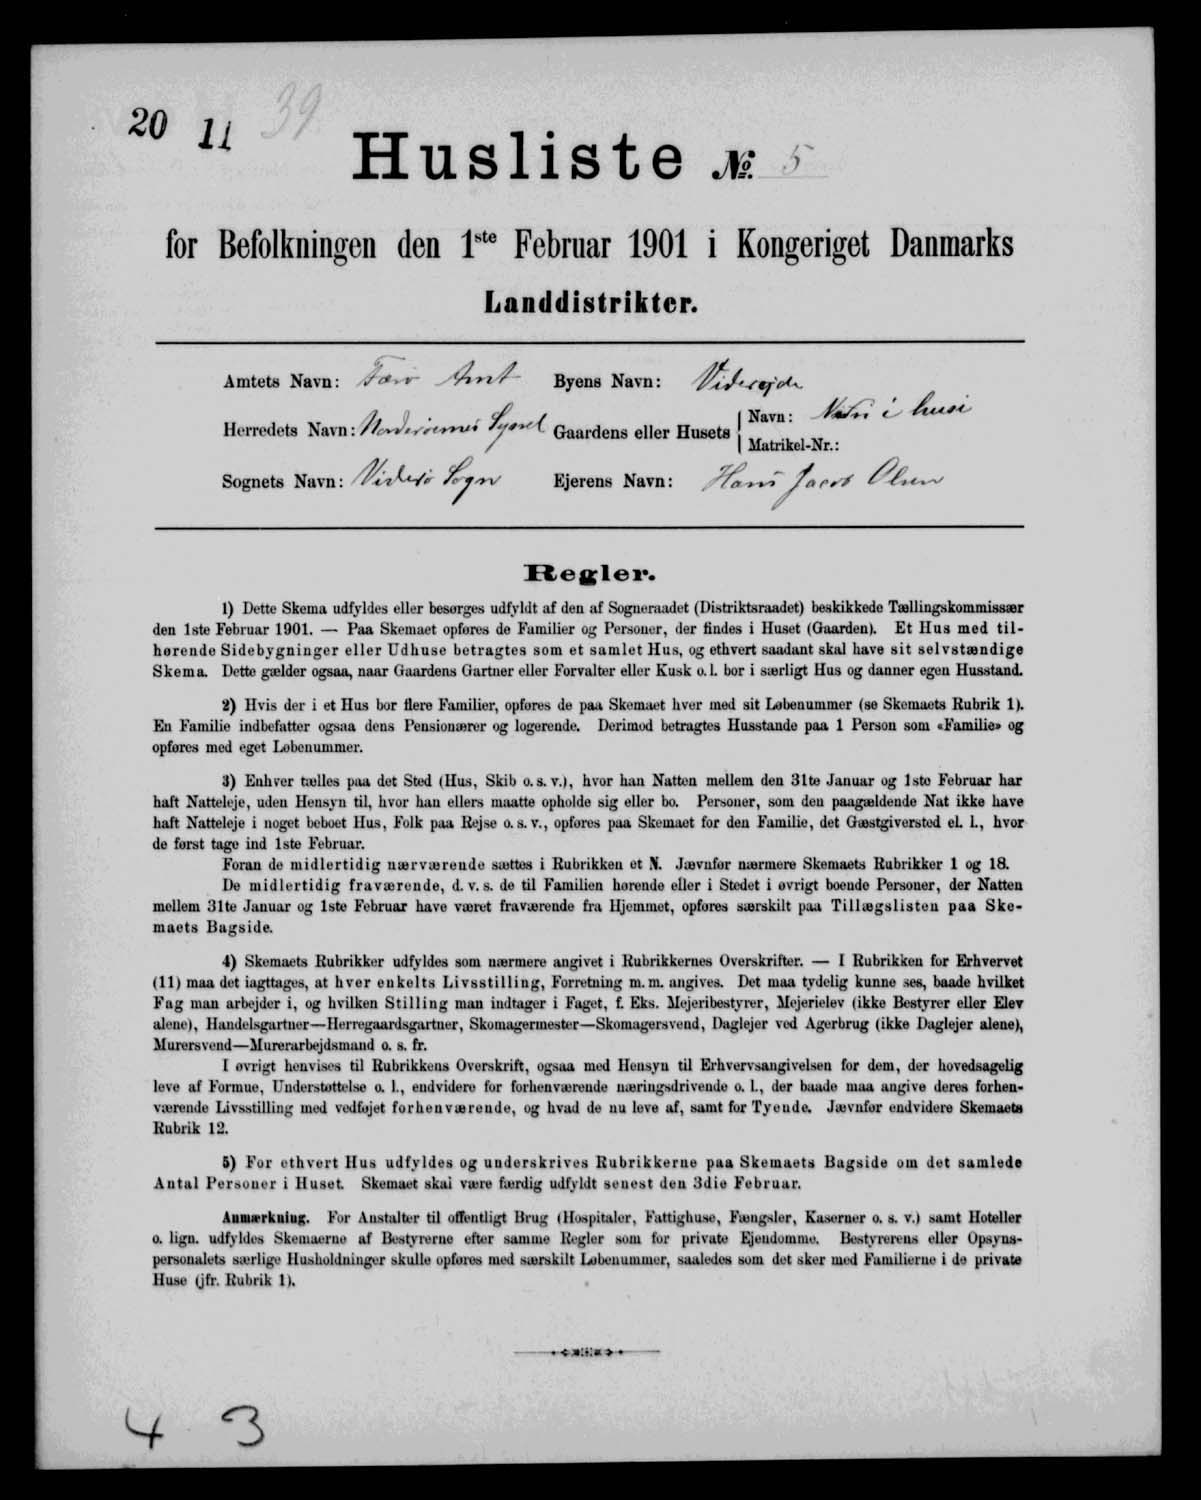 20 11 39
Husliste No. 5
for Befolkningen den 1ste Februar 1901 i Kongeriget Danmarks
Landdistrikter.
Amtets Navn: Færø Amt Byens Navn: Viderejde
Herredets Navn: Norderøernes Syssel Gaardens eller Husets Navn: i husi
Matrikel-Nr.:
Sognets Navn: Viderø Sogn Ejerens Navn: Hans Jacob Olsen
Regler.
1) Dette Skema udfyldes eller besørges udfyldt af den af Sogneraadet (Distriktsraadet) beskikkede Tællingskommissær
den 1ste Februar 1901. — Paa Skemaet opføres de Familier og Personer, der findes i Huset (Gaarden). Et Hus med til-
hørende Sidebygninger eller Udhuse betragtes som et samlet Hus, og ethvert saadant skal have sit selvstændige
Skema. Dette gælder ogsaa, naar Gaardens Gartner eller Forvalter eller Kusk o. l. bor i særligt Hus og danner egen Husstand.
2) Hvis der i et Hus bor flere Familier, opføres de paa Skemaet hver med sit Løbenummer (se Skemaets Rubrik 1).
En Familie indbefatter ogsaa dens Pensionærer og logerende. Derimod betragtes Husstande paa 1 Person som «Familie» og
opføres med eget Løbenummer.
3) Enhver tælles paa det Sted (Hus, Skib o. s. v.), hvor han Natten mellem den 31te Januar og 1ste Februar har
haft Natteleje, uden Hensyn til, hvor han ellers maatte opholde sig eller bo. Personer, som den paagældende Nat ikke have
haft Natteleje i noget beboet Hus, Folk paa Rejse o. s. v., opføres paa Skemaet for den Familie, det Gæstgiversted el. l., hvor
de først tage ind 1ste Februar.
Foran de midlertidig nærværende sættes i Rubrikken et N. Jævnfør nærmere Skemaets Rubrikker 1 og 18.
De midlertidig fraværende, d. v. s. de til Familien hørende eller i Stedet i øvrigt boende Personer, der Natten
mellem 31te Januar og 1ste Februar have været fraværende fra Hjemmet, opføres særskilt paa Tillægslisten paa Ske-
maets Bagside.
4) Skemaets Rubrikker udfyldes som nærmere angivet i Rubrikkernes Overskrifter. — I Rubrikken for Erhvervet
(11) maa det iagttages, at hver enkelts Livsstilling, Forretning m. m. angives. Det maa tydelig kunne ses, baade hvilket
Fag man arbejder i, og hvilken Stilling man indtager i Faget, f. Eks. Mejeribestyrer, Mejerielev (ikke Bestyrer eller Elev
alene), Handelsgartner—Herregaardsgartner, Skomagermester—Skomagersvend, Daglejer ved Agerbrug (ikke Daglejer alene),
Murersvend—Murerarbejdsmand o. s. fr.
I øvrigt henvises til Rubrikkens Overskrift, ogsaa med Hensyn til Erhvervsangivelsen for dem, der hovedsagelig
leve af Formue, Understøttelse o. l., endvidere for forhenværende næringsdrivende o. l., der baade maa angive deres forhen-
værende Livsstilling med vedføjet forhenværende, og hvad de nu leve af, samt for Tyende. Jævnfør endvidere Skemaets
Rubrik 12.
5) For ethvert Hus udfyldes og underskrives Rubrikkerne paa Skemaets Bagside om det samlede
Antal Personer i Huset. Skemaet skal være færdig udfyldt senest den 3die Februar.
Anmærkning. For Anstalter til offentligt Brug (Hospitaler, Fattighuse, Fængsler, Kaserner o. s. v.) samt Hoteller
o. lign. udfyldes Skemaerne af Bestyrerne efter samme Regler som for private Ejendomme. Bestyrerens eller Opsyns-
personalets særlige Husholdninger skulle opføres med særskilt Løbenummer, saaledes som det sker med Familierne i de private
Huse (jfr. Rubrik 1).
4 3